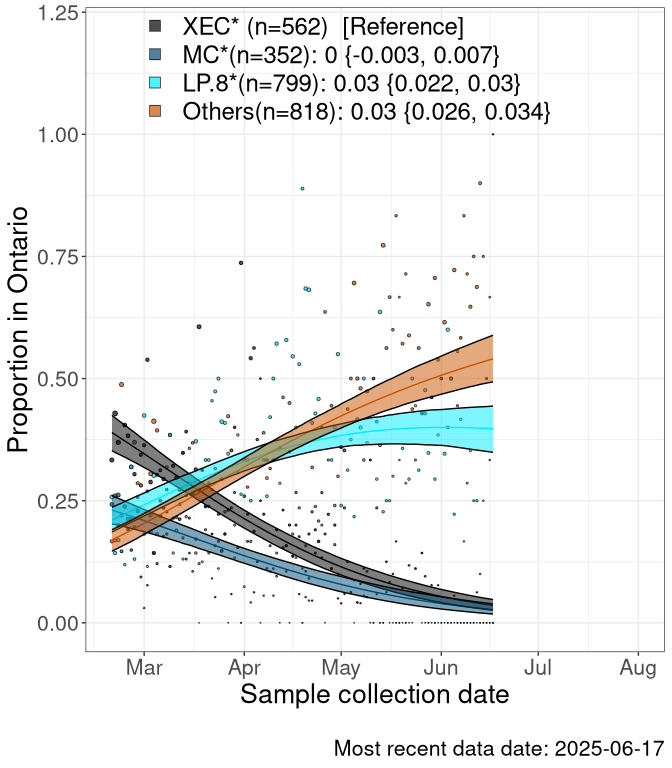 XEC* (n=562)  [Reference]
MC*(n=352): 0 {-0.003, 0.007}
LP.8*(n=799): 0.03 {0.022, 0.03}
Others(n=818): 0.03 {0.026, 0.034}
1.25
1.00
0.75
0.50
0.25
0.00
Proportion in Ontario
Mar Apr May Jun Jul Aug
Sample collection date
Most recent data date: 2025-06-17